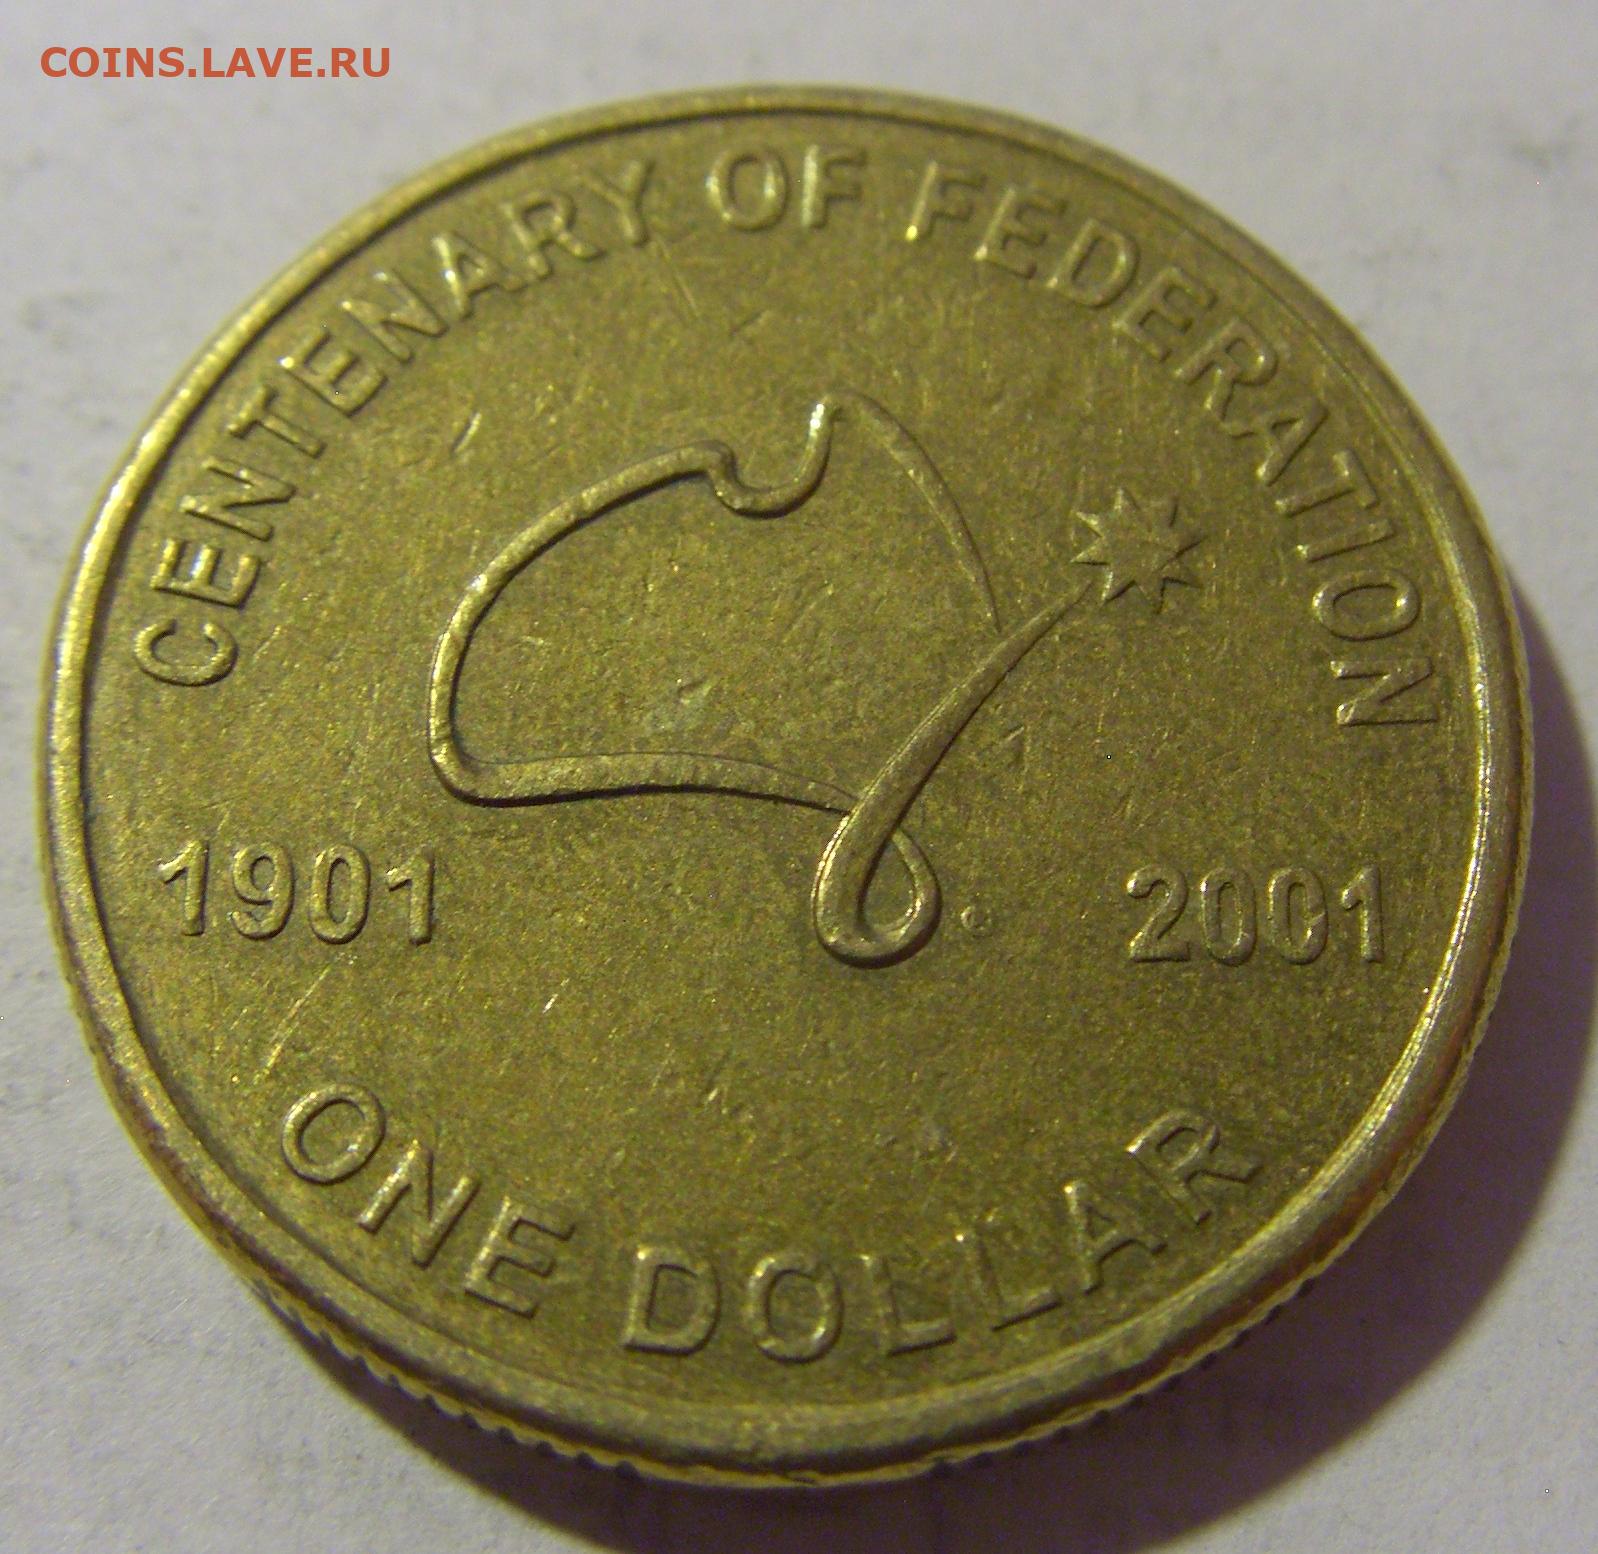 COINS.LAVE.RU
CENTENARY OF FEDERATION
1901
2001
ONE DOLLAR